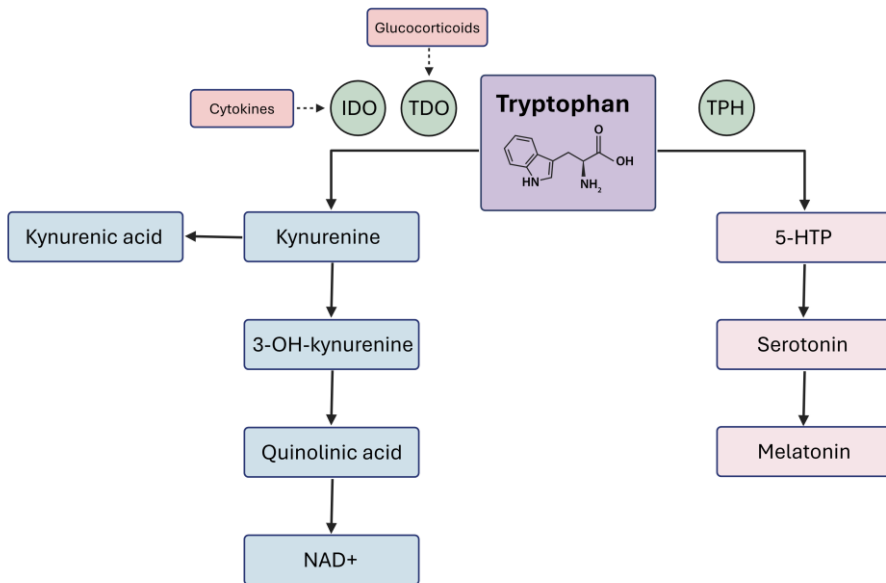 Glucocorticoids
Cytokines
IDO
TDO
Tryptophan
TPH
O
OH
HN
NH₂
Kynurenic acid
Kynurenine
5-HTP
3-OH-kynurenine
Serotonin
Quinolinic acid
Melatonin
NAD+